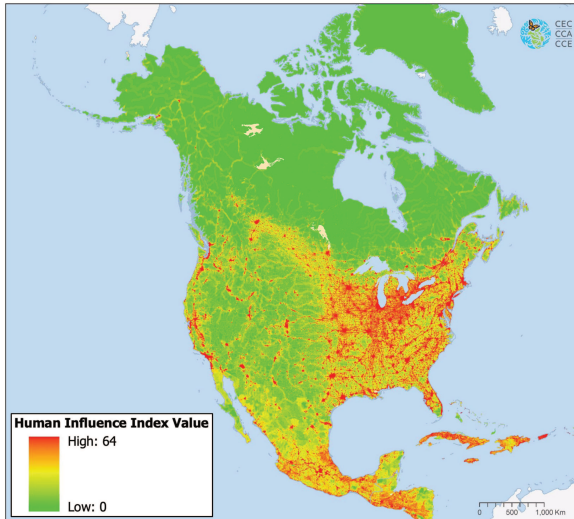 CEC
CCA
CCE
Human Influence Index Value
High: 64
Low: 0
0
500
1,000 Km